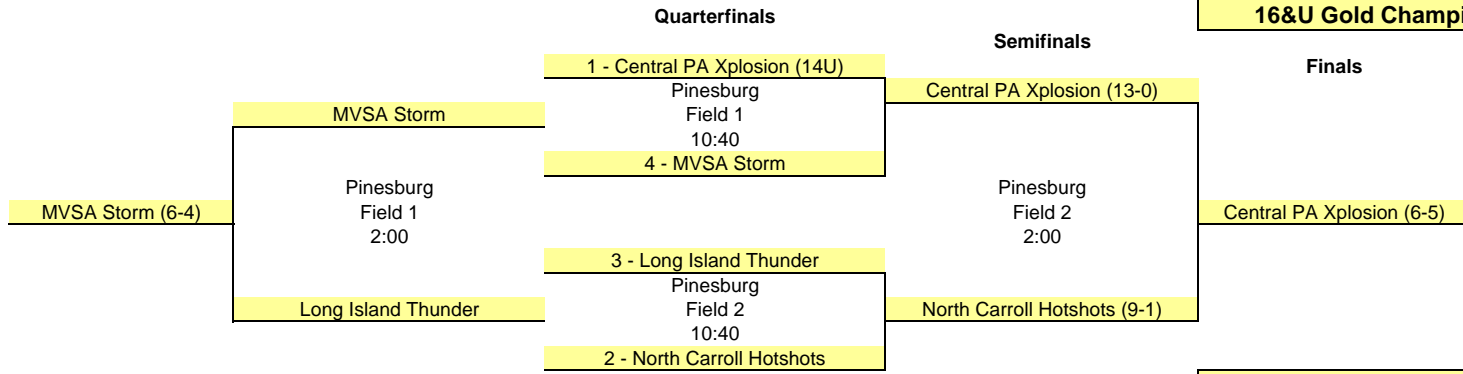 Quarterfinals
16&U Gold Champi
Semifinals
Finals
1 - Central PA Xplosion (14U)
Pinesburg
Central PA Xplosion (13-0)
MVSA Storm
Field 1
10:40
4 - MVSA Storm
Pinesburg
Pinesburg
MVSA Storm (6-4)
Field 1
Field 2
Central PA Xplosion (6-5)
2:00
2:00
3 - Long Island Thunder
Pinesburg
Long Island Thunder
Field 2
North Carroll Hotshots (9-1)
10:40
2 - North Carroll Hotshots